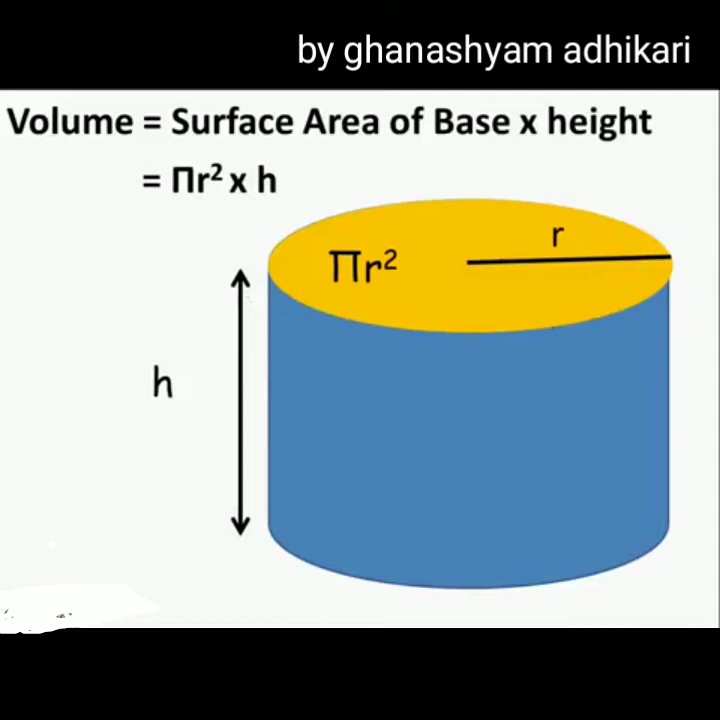 by ghanashyam adhikari
Volume = Surface Area of Base x height
= Πr² x h
r
Πr²
h